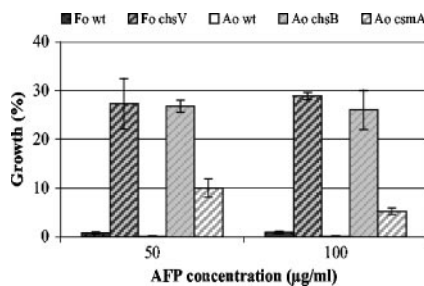 Fo wt Fo chsV Ao wt Ao chsB Ao csmA
40
30
20
10
0
Growth (%)
50 100
AFP concentration (µg/ml)